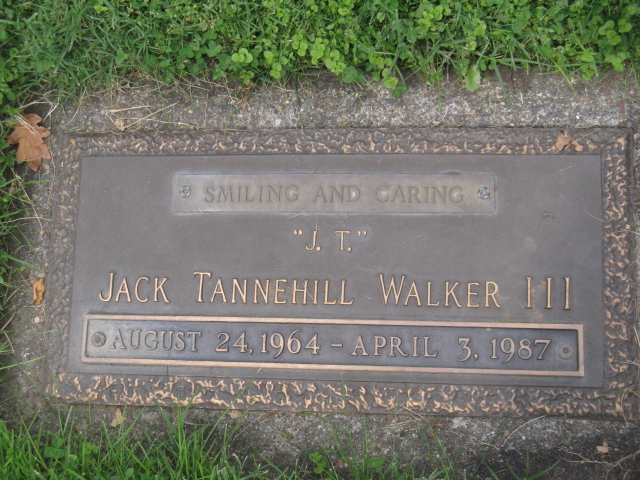 SMILING AND CARING
"J. T."
JACK TANNEHILL WALKER III
AUGUST 24, 1964 - APRIL 3, 1987